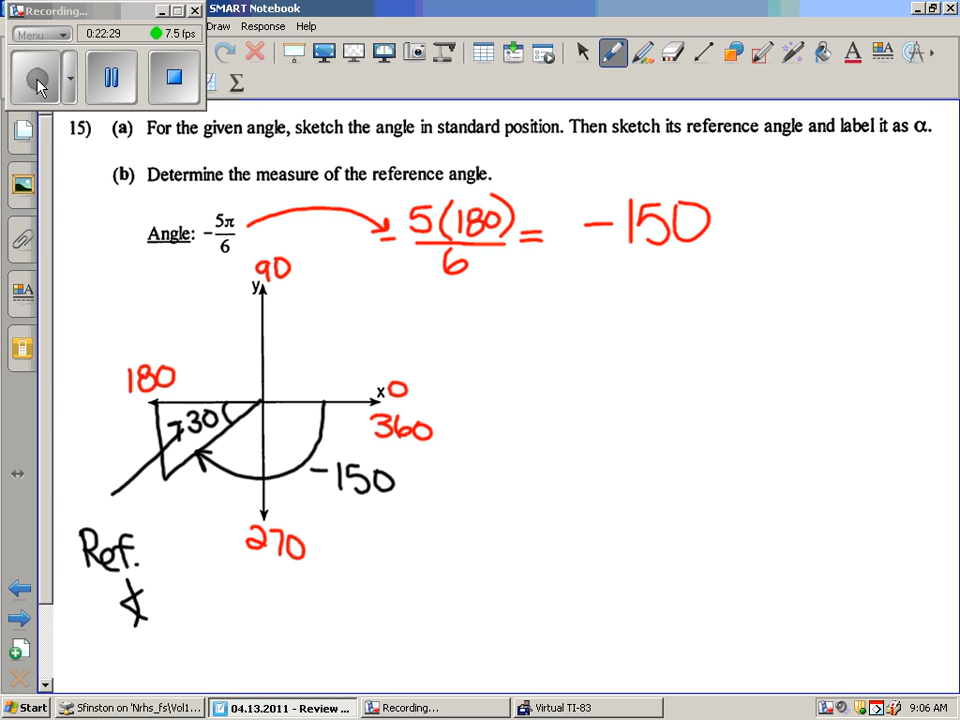 Recording...
SMART Notebook
Menu
0:22:29
7.5 fps
Draw Response Help
Σ
A
15) (a) For the given angle, sketch the angle in standard position. Then sketch its reference angle and label it as α.
(b) Determine the measure of the reference angle.
Angle: -5π/6
- 5(180)/6 = -150
90
y
180
x 0
360
30
-150
270
Ref.
∢
Start
Sfinston on 'Nrhs_fs\Vol1...
04.13.2011 - Review ...
Recording...
Virtual TI-83
9:06 AM